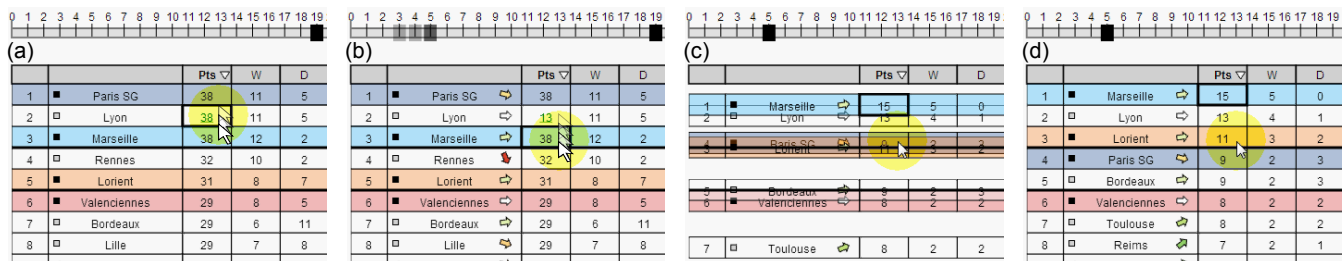 0 1 2 3 4 5 6 7 8 9 10 11 12 13 14 15 16 17 18 19
(a)
Pts W D
1 Paris SG 38 11 5
2 Lyon 38 11 5
3 Marseille 38 12 2
4 Rennes 32 10 2
5 Lorient 31 8 7
6 Valenciennes 29 8 5
7 Bordeaux 29 6 11
8 Lille 29 7 8
0 1 2 3 4 5 6 7 8 9 10 11 12 13 14 15 16 17 18 19
(b)
Pts W D
1 Paris SG 38 11 5
2 Lyon 13 11 5
3 Marseille 38 12 2
4 Rennes 32 10 2
5 Lorient 31 8 7
6 Valenciennes 29 8 5
7 Bordeaux 29 6 11
8 Lille 29 7 8
0 1 2 3 4 5 6 7 8 9 10 11 12 13 14 15 16 17 18 19
(c)
Pts W D
1 Marseille 15 5 0
2 Lyon 13 4 1
Paris SG 9
3 Lorient 11 3
5 Bordeaux 9 2 3
6 Valenciennes 8 2 2
7 Toulouse 8 2 2
0 1 2 3 4 5 6 7 8 9 10 11 12 13 14 15 16 17 18 19
(d)
Pts W D
1 Marseille 15 5 0
2 Lyon 13 4 1
3 Lorient 11 3 2
4 Paris SG 9 2 3
5 Bordeaux 9 2 3
6 Valenciennes 8 2 2
7 Toulouse 8 2 2
8 Reims 7 2 1